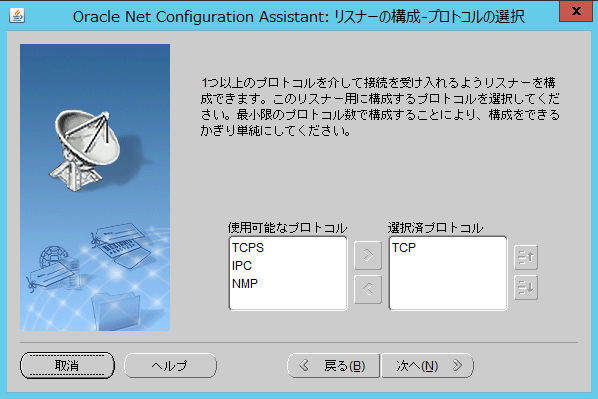 Oracle Net Configuration Assistant: リスナーの構成-プロトコルの選択
x
1つ以上のプロトコルを介して接続を受け入れるようリスナーを構
成できます。このリスナー用に構成するプロトコルを選択してくだ
さい。最小限のプロトコル数で構成することにより、構成をできる
かぎり単純にしてください。
使用可能なプロトコル
選択済プロトコル
TCPS
IPC
NMP
TCP
取消
ヘルプ
戻る(B)
次へ(N)